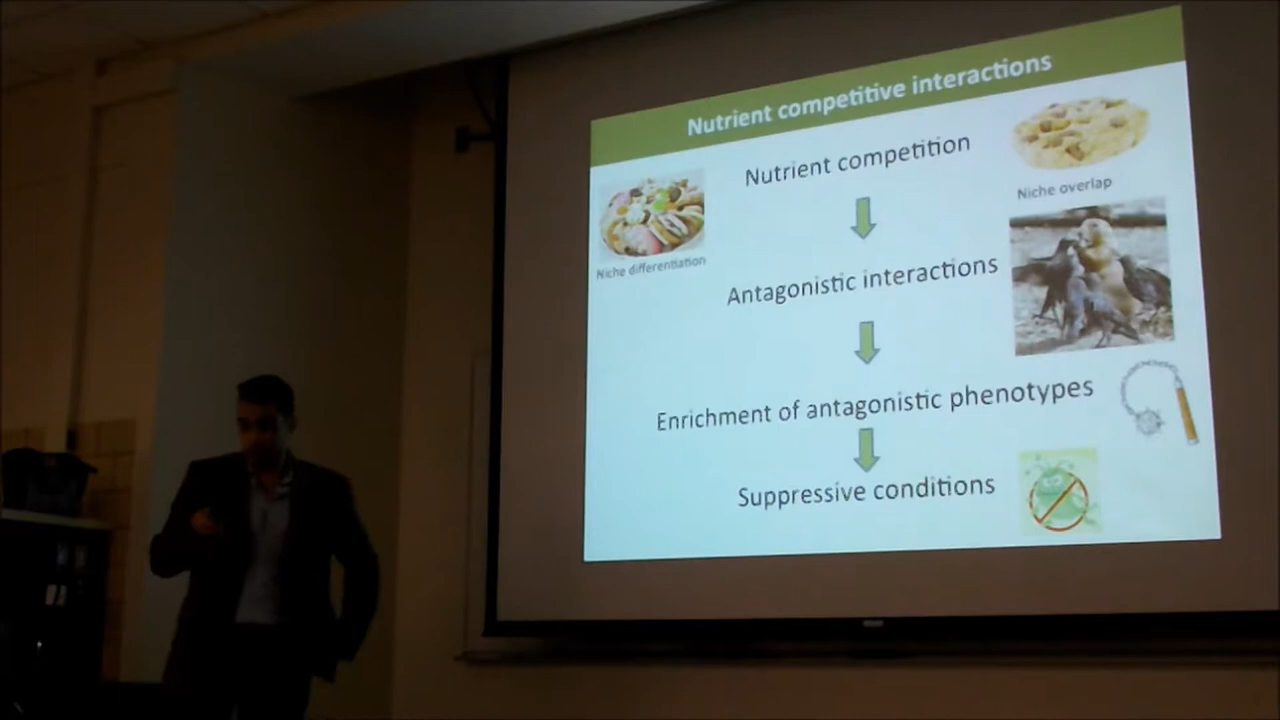 Nutrient competitive interactions
Nutrient competition
Niche overlap
Niche differentiation
Antagonistic interactions
Enrichment of antagonistic phenotypes
Suppressive conditions